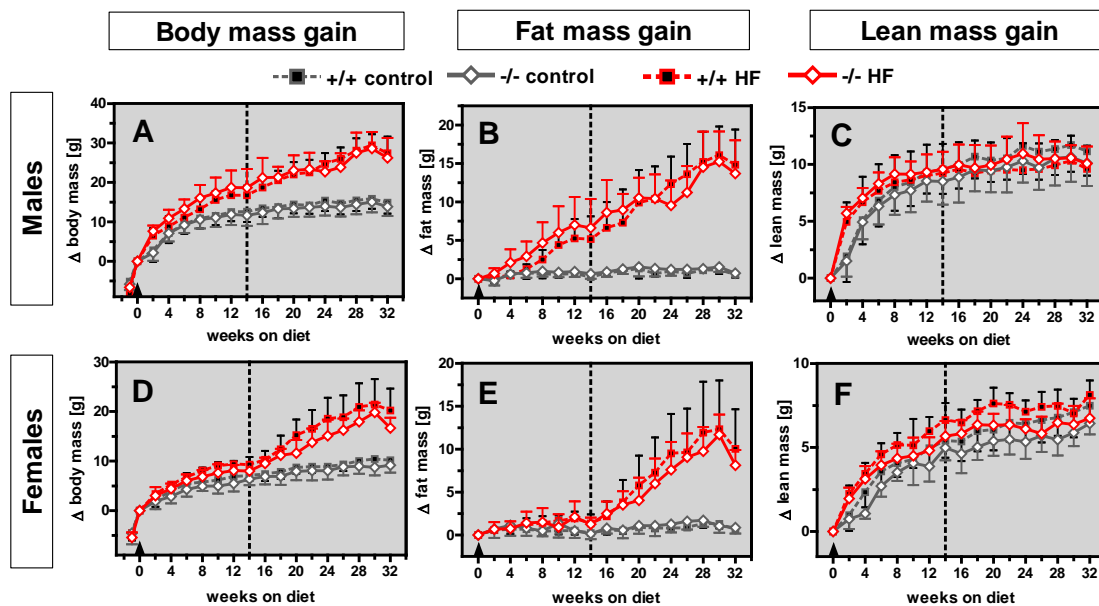 Body mass gain
Fat mass gain
Lean mass gain
+/+ control
-/- control
+/+ HF
-/- HF
Males
A
Δ body mass [g]
40
30
20
10
0
0 4 8 12 16 20 24 28 32
weeks on diet
B
Δ fat mass [g]
25
20
15
10
5
0
0 4 8 12 16 20 24 28 32
weeks on diet
C
Δ lean mass [g]
15
10
5
0
0 4 8 12 16 20 24 28 32
weeks on diet
Females
D
Δ body mass [g]
30
20
10
0
0 4 8 12 16 20 24 28 32
weeks on diet
E
Δ fat mass [g]
20
15
10
5
0
0 4 8 12 16 20 24 28 32
weeks on diet
F
Δ lean mass [g]
10
5
0
0 4 8 12 16 20 24 28 32
weeks on diet